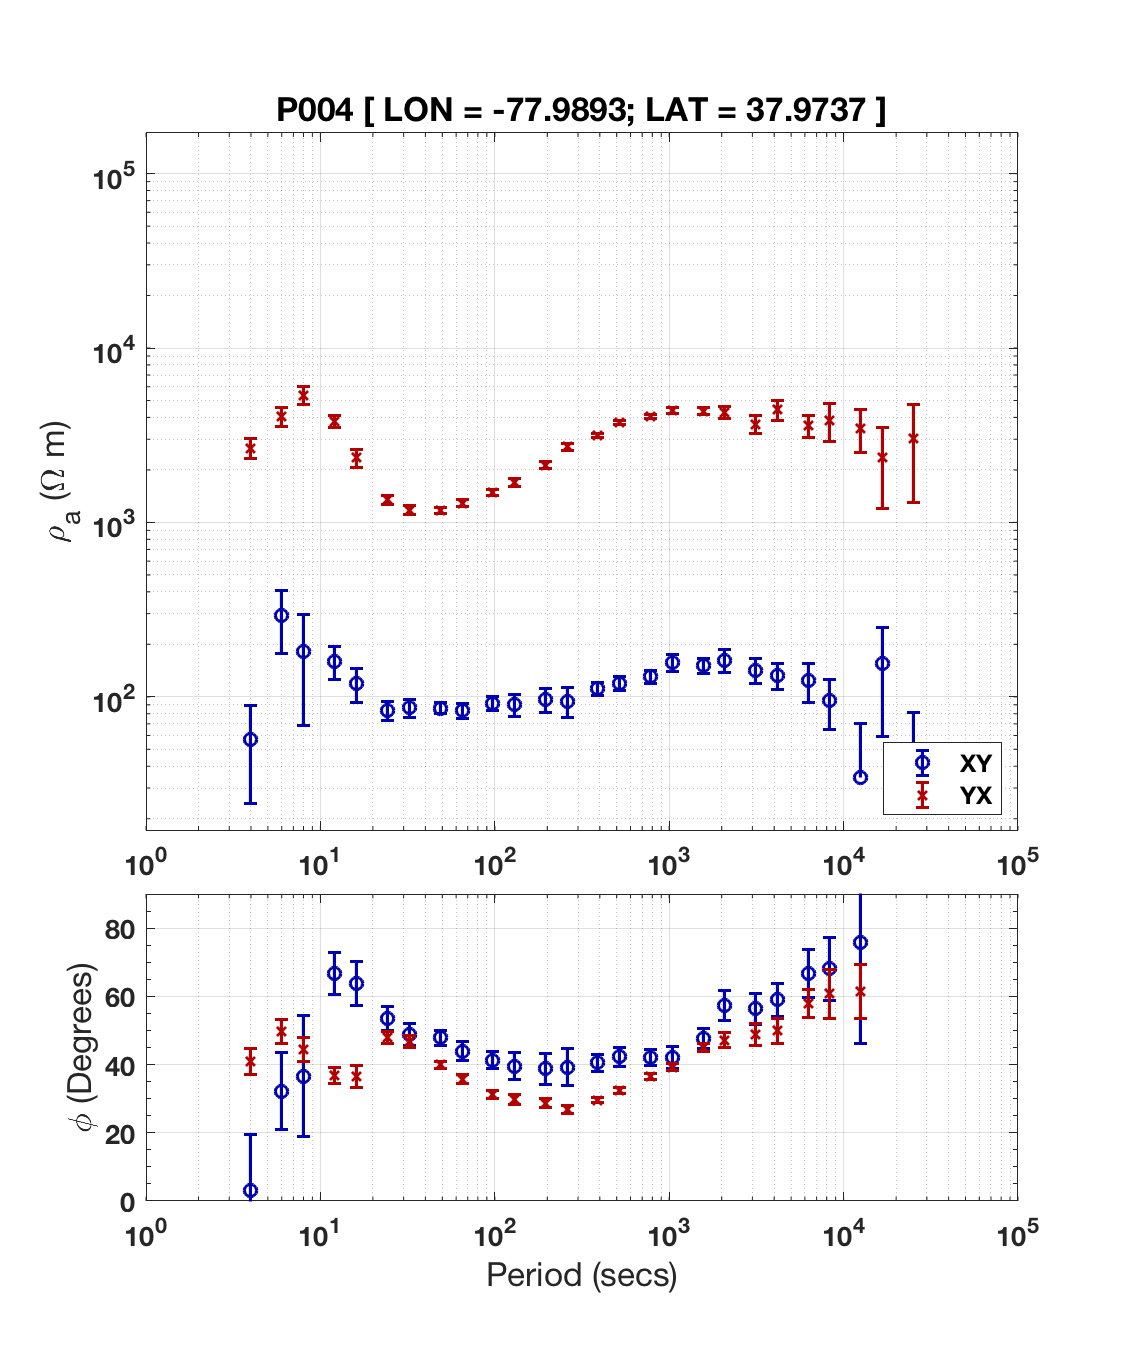 P004 [ LON = -77.9893; LAT = 37.9737 ]
10^5
10^4
10^3
10^2
ρ_a (Ω m)
XY
YX
10^0 10^1 10^2 10^3 10^4 10^5
80
60
40
20
0
ϕ (Degrees)
10^0 10^1 10^2 10^3 10^4 10^5
Period (secs)